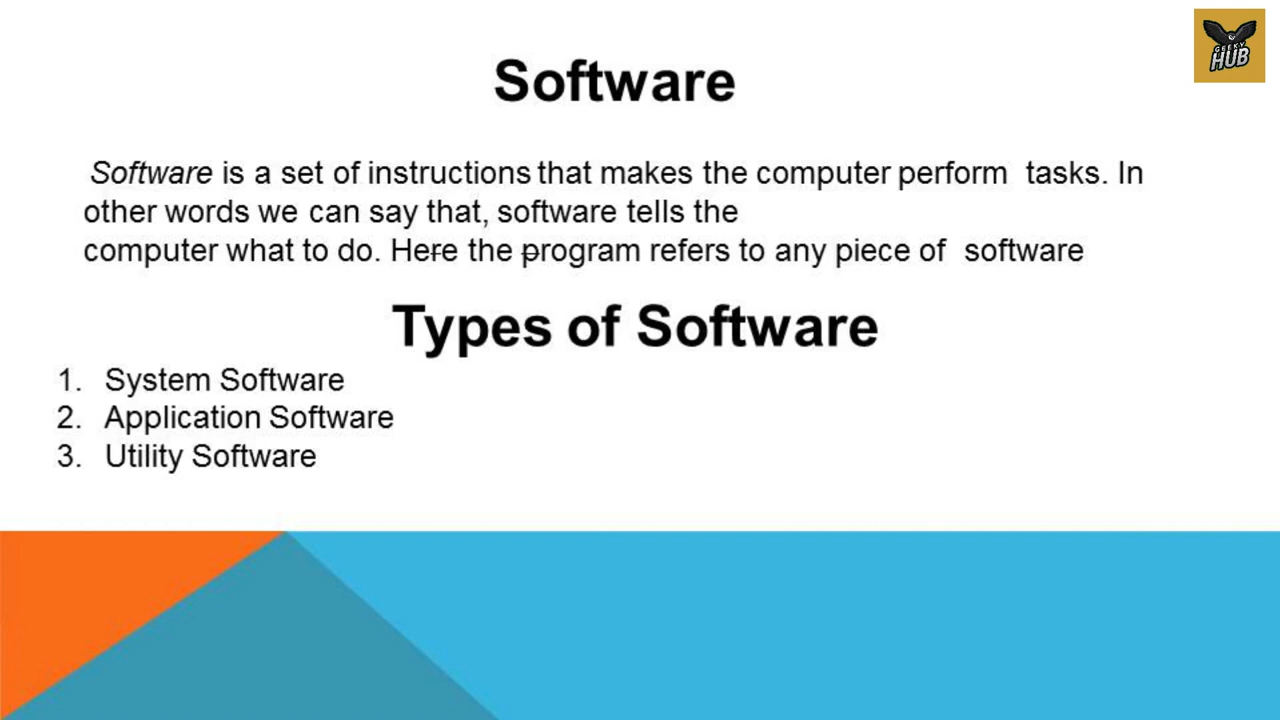 GEEKY
HUB
Software
Software is a set of instructions that makes the computer perform tasks. In
other words we can say that, software tells the
computer what to do. Here the program refers to any piece of software
Types of Software
1. System Software
2. Application Software
3. Utility Software